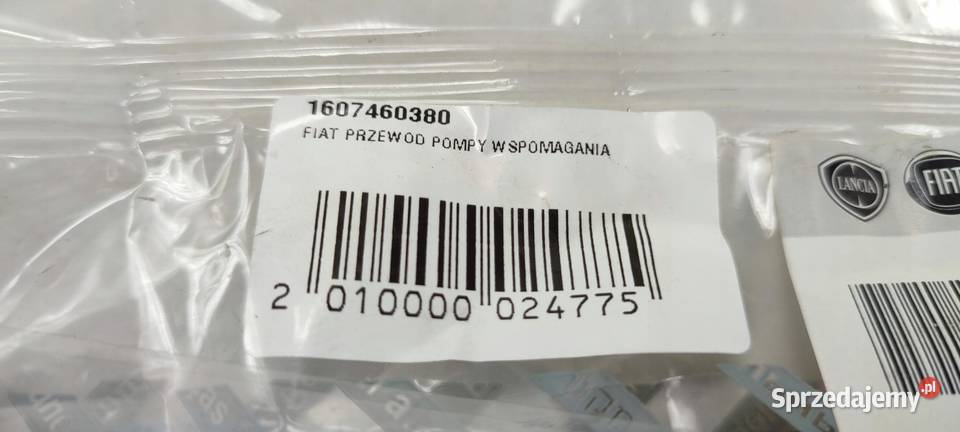 1607460380
FIAT PRZEWOD POMPY WSPOMAGANIA
2 010000 024775
LANCIA
FIAT
Sprzedajemy.pl